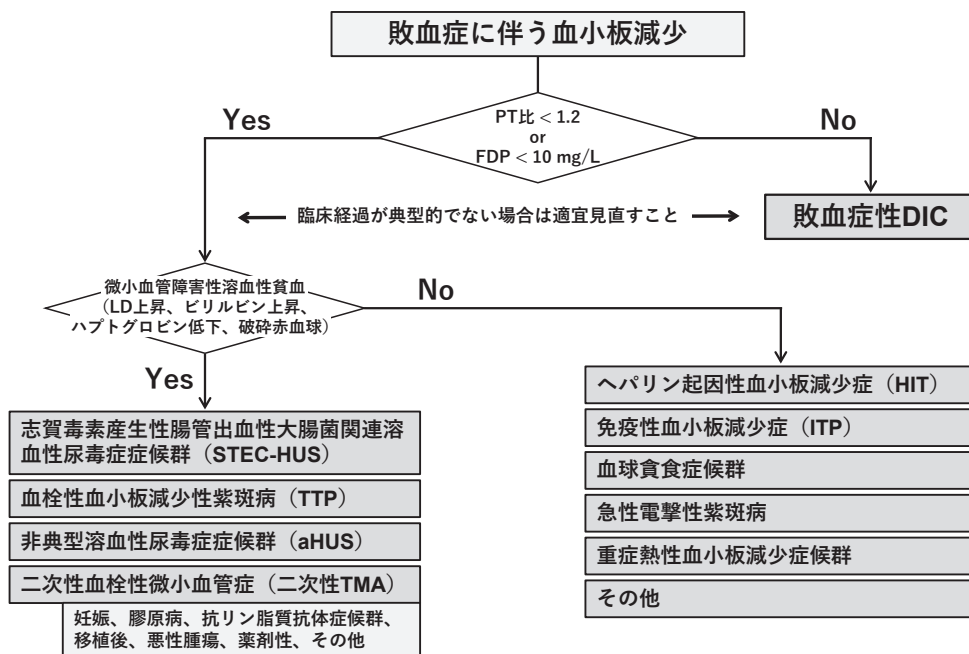 敗血症に伴う血小板減少
Yes
PT比 < 1.2
or
FDP < 10 mg/L
No
臨床経過が典型的でない場合は適宜見直すこと
敗血症性DIC
微小血管障害性溶血性貧血
（LD上昇、ビリルビン上昇、
ハプトグロビン低下、破砕赤血球）
No
Yes
志賀毒素産生性腸管出血性大腸菌関連溶
血性尿毒症症候群（STEC-HUS）
血栓性血小板減少性紫斑病（TTP）
非典型溶血性尿毒症症候群（aHUS）
二次性血栓性微小血管症（二次性TMA）
妊娠、膠原病、抗リン脂質抗体症候群、
移植後、悪性腫瘍、薬剤性、その他
ヘパリン起因性血小板減少症（HIT）
免疫性血小板減少症（ITP）
血球貪食症候群
急性電撃性紫斑病
重症熱性血小板減少症候群
その他